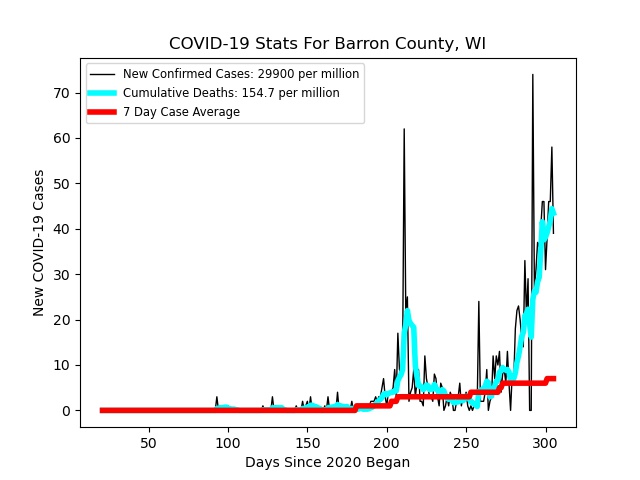 COVID-19 Stats For Barron County, WI
New Confirmed Cases: 29900 per million
Cumulative Deaths: 154.7 per million
7 Day Case Average
New COVID-19 Cases
70
60
50
40
30
20
10
0
50 100 150 200 250 300
Days Since 2020 Began